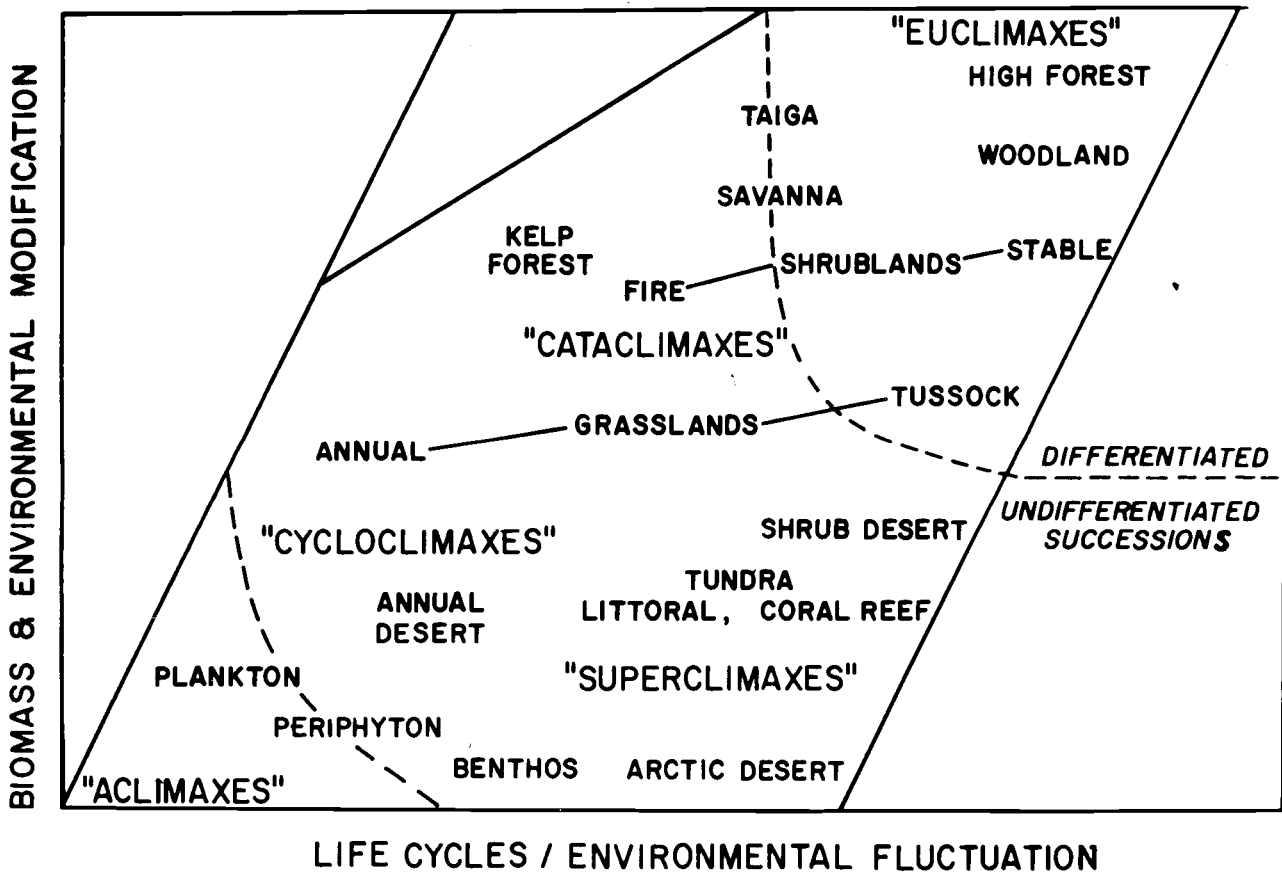 "EUCLIMAXES"
HIGH FOREST
TAIGA
WOODLAND
SAVANNA
KELP
FOREST
FIRE SHRUBLANDS STABLE
"CATACLIMAXES"
ANNUAL GRASSLANDS TUSSOCK
DIFFERENTIATED
UNDIFFERENTIATED
SUCCESSIONS
"CYCLOCLIMAXES"
SHRUB DESERT
TUNDRA
LITTORAL, CORAL REEF
ANNUAL
DESERT
PLANKTON
"SUPERCLIMAXES"
PERIPHYTON
BENTHOS
ARCTIC DESERT
"ACLIMAXES"
BIOMASS & ENVIRONMENTAL MODIFICATION
LIFE CYCLES / ENVIRONMENTAL FLUCTUATION